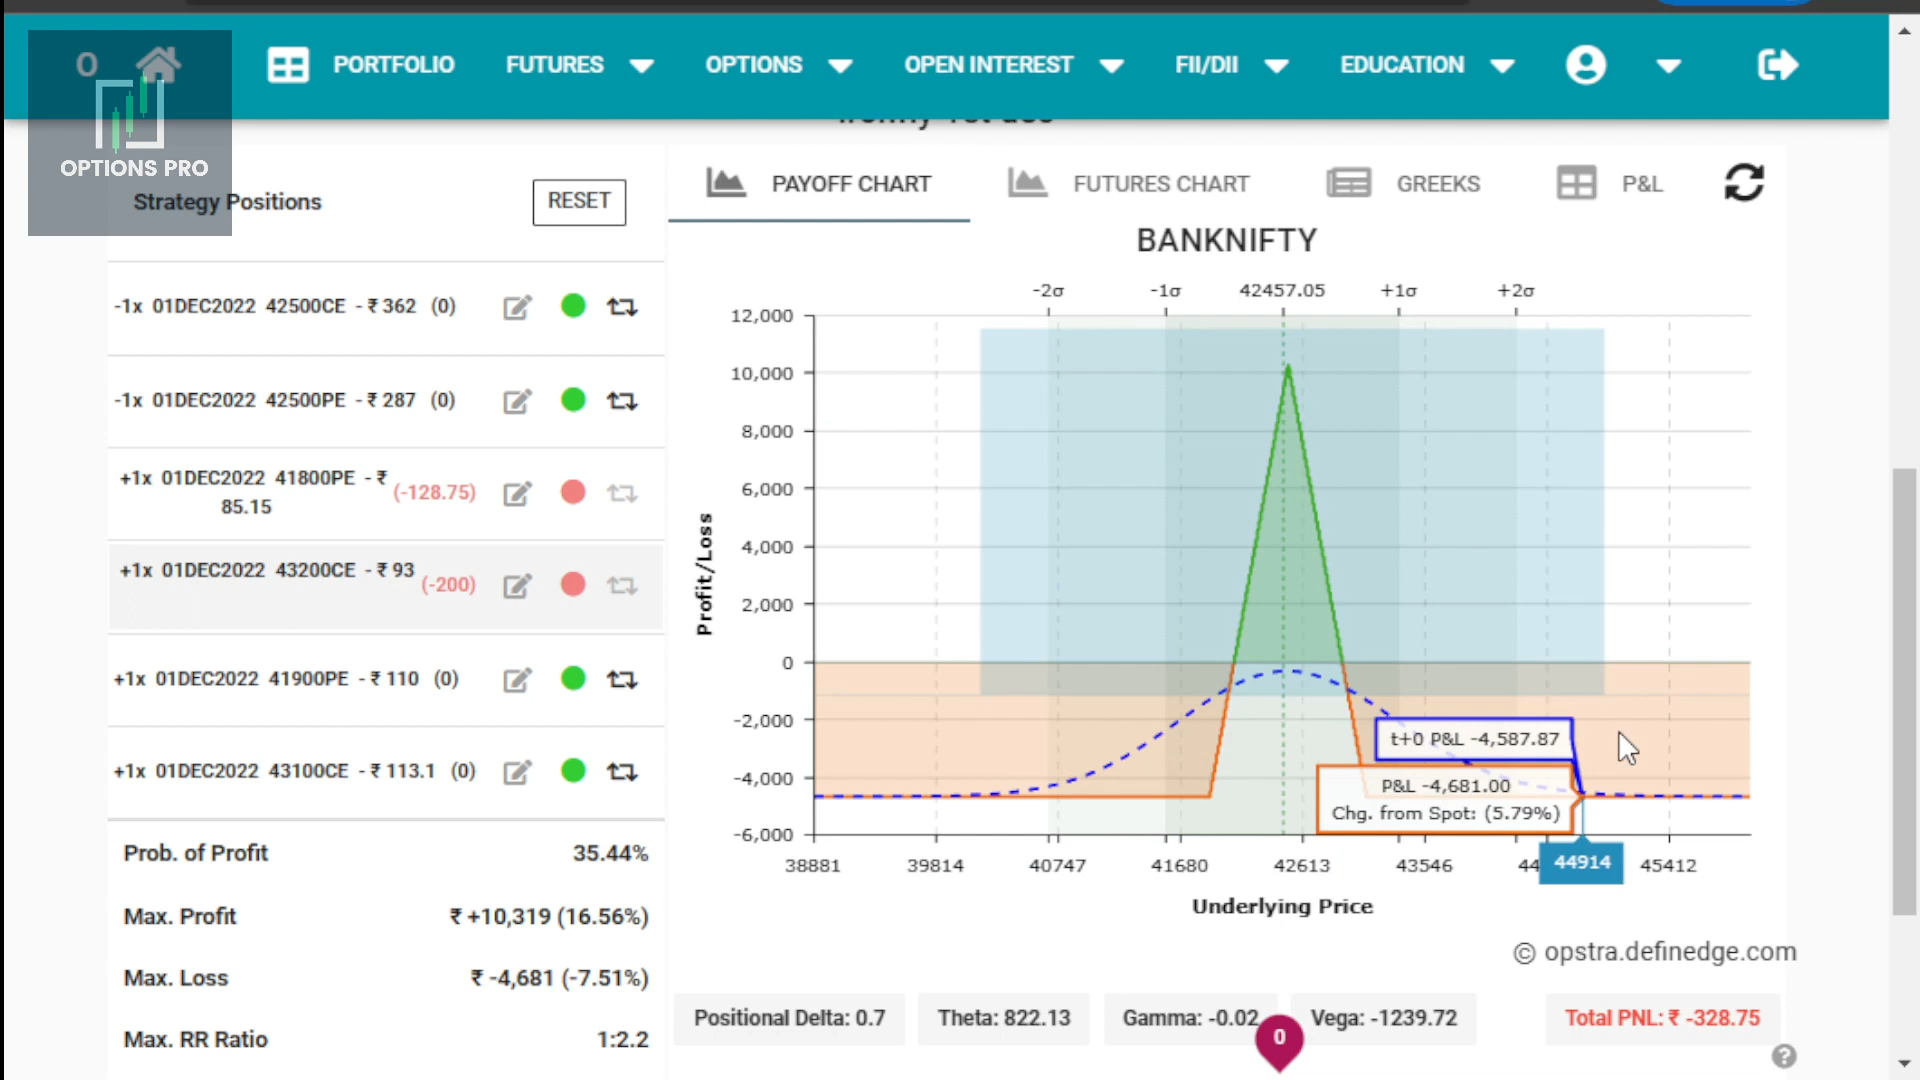 O
PORTFOLIO
FUTURES
OPTIONS
OPEN INTEREST
FII/DII
EDUCATION
OPTIONS PRO
Strategy Positions
RESET
PAYOFF CHART
FUTURES CHART
GREEKS
P&L
BANKNIFTY
-1x 01DEC2022 42500CE - ₹ 362 (0)
-1x 01DEC2022 42500PE - ₹ 287 (0)
+1x 01DEC2022 41800PE - ₹
85.15
(-128.75)
+1x 01DEC2022 43200CE - ₹ 93
(-200)
+1x 01DEC2022 41900PE - ₹ 110 (0)
+1x 01DEC2022 43100CE - ₹ 113.1 (0)
Prob. of Profit 35.44%
Max. Profit ₹ +10,319 (16.56%)
Max. Loss ₹ -4,681 (-7.51%)
Max. RR Ratio 1:2.2
-2σ -1σ 42457.05 +1σ +2σ
12,000
10,000
8,000
6,000
4,000
2,000
0
-2,000
-4,000
-6,000
Profit/Loss
t+0 P&L -4,587.87
P&L -4,681.00
Chg. from Spot: (5.79%)
38881 39814 40747 41680 42613 43546 44 44914 45412
Underlying Price
© opstra.definedge.com
Positional Delta: 0.7
Theta: 822.13
Gamma: -0.02
Vega: -1239.72
Total PNL: ₹ -328.75
0
?